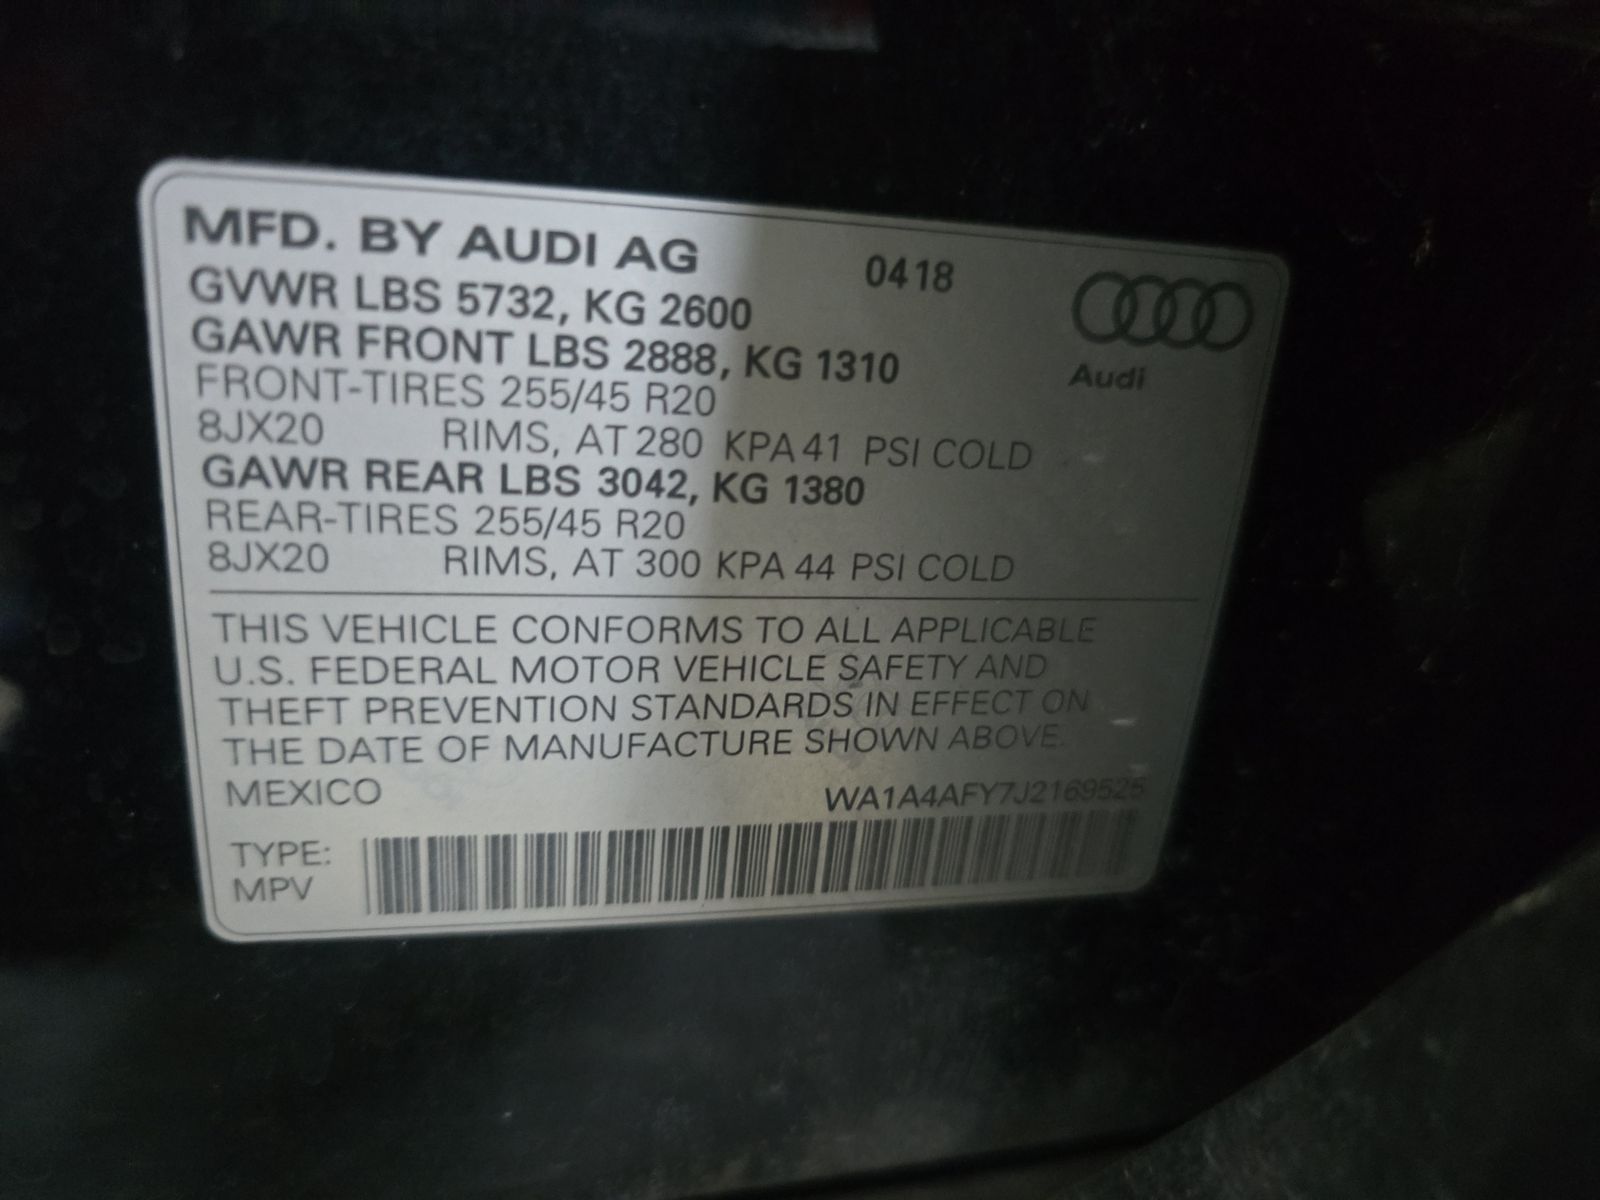 MFD. BY AUDI AG 0418
GVWR LBS 5732, KG 2600
GAWR FRONT LBS 2888, KG 1310
FRONT-TIRES 255/45 R20
8JX20 RIMS, AT 280 KPA 41 PSI COLD
GAWR REAR LBS 3042, KG 1380
REAR-TIRES 255/45 R20
8JX20 RIMS, AT 300 KPA 44 PSI COLD
Audi
THIS VEHICLE CONFORMS TO ALL APPLICABLE
U.S. FEDERAL MOTOR VEHICLE SAFETY AND
THEFT PREVENTION STANDARDS IN EFFECT ON
THE DATE OF MANUFACTURE SHOWN ABOVE.
MEXICO WA1A4AFY7J2169525
TYPE:
MPV